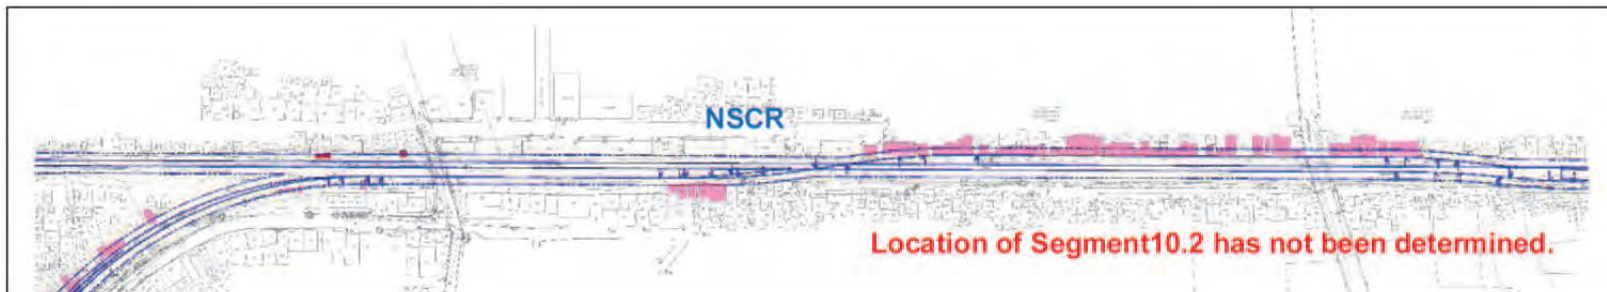 NSCR
Location of Segment10.2 has not been determined.